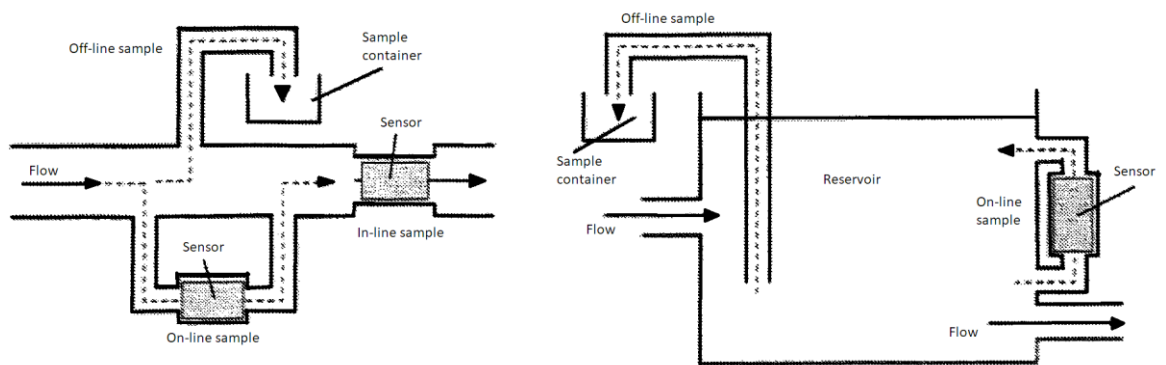 Off-line sample
Sample
container
Sensor
Flow
In-line sample
Sensor
On-line sample
Off-line sample
Sample
container
Reservoir
Sensor
On-line
sample
Flow
Flow